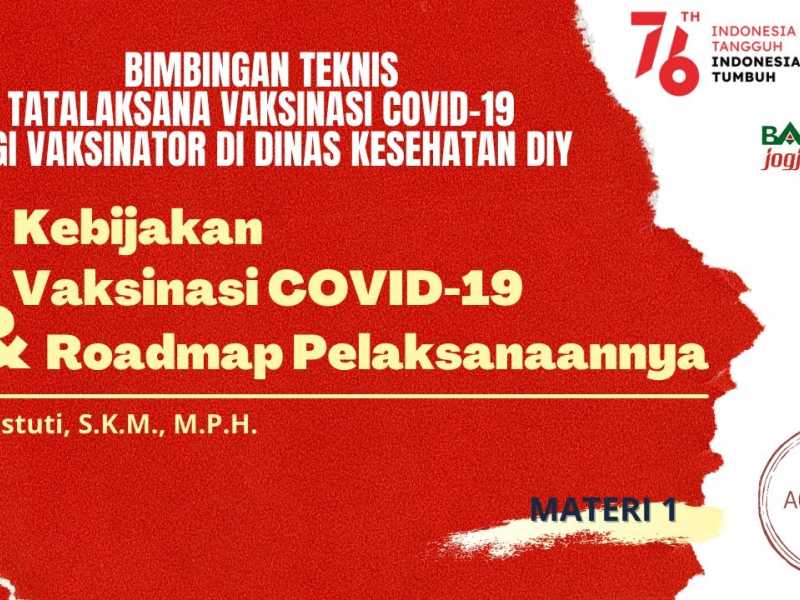 76TH INDONESIA
TANGGUH
INDONESIA
TUMBUH
BIMBINGAN TEKNIS
TATALAKSANA VAKSINASI COVID-19
VAKSINATOR DI DINAS KESEHATAN DIY
Kebijakan
Vaksinasi COVID-19
& Roadmap Pelaksanaannya
S.K.M., M.P.H.
MATERI 1